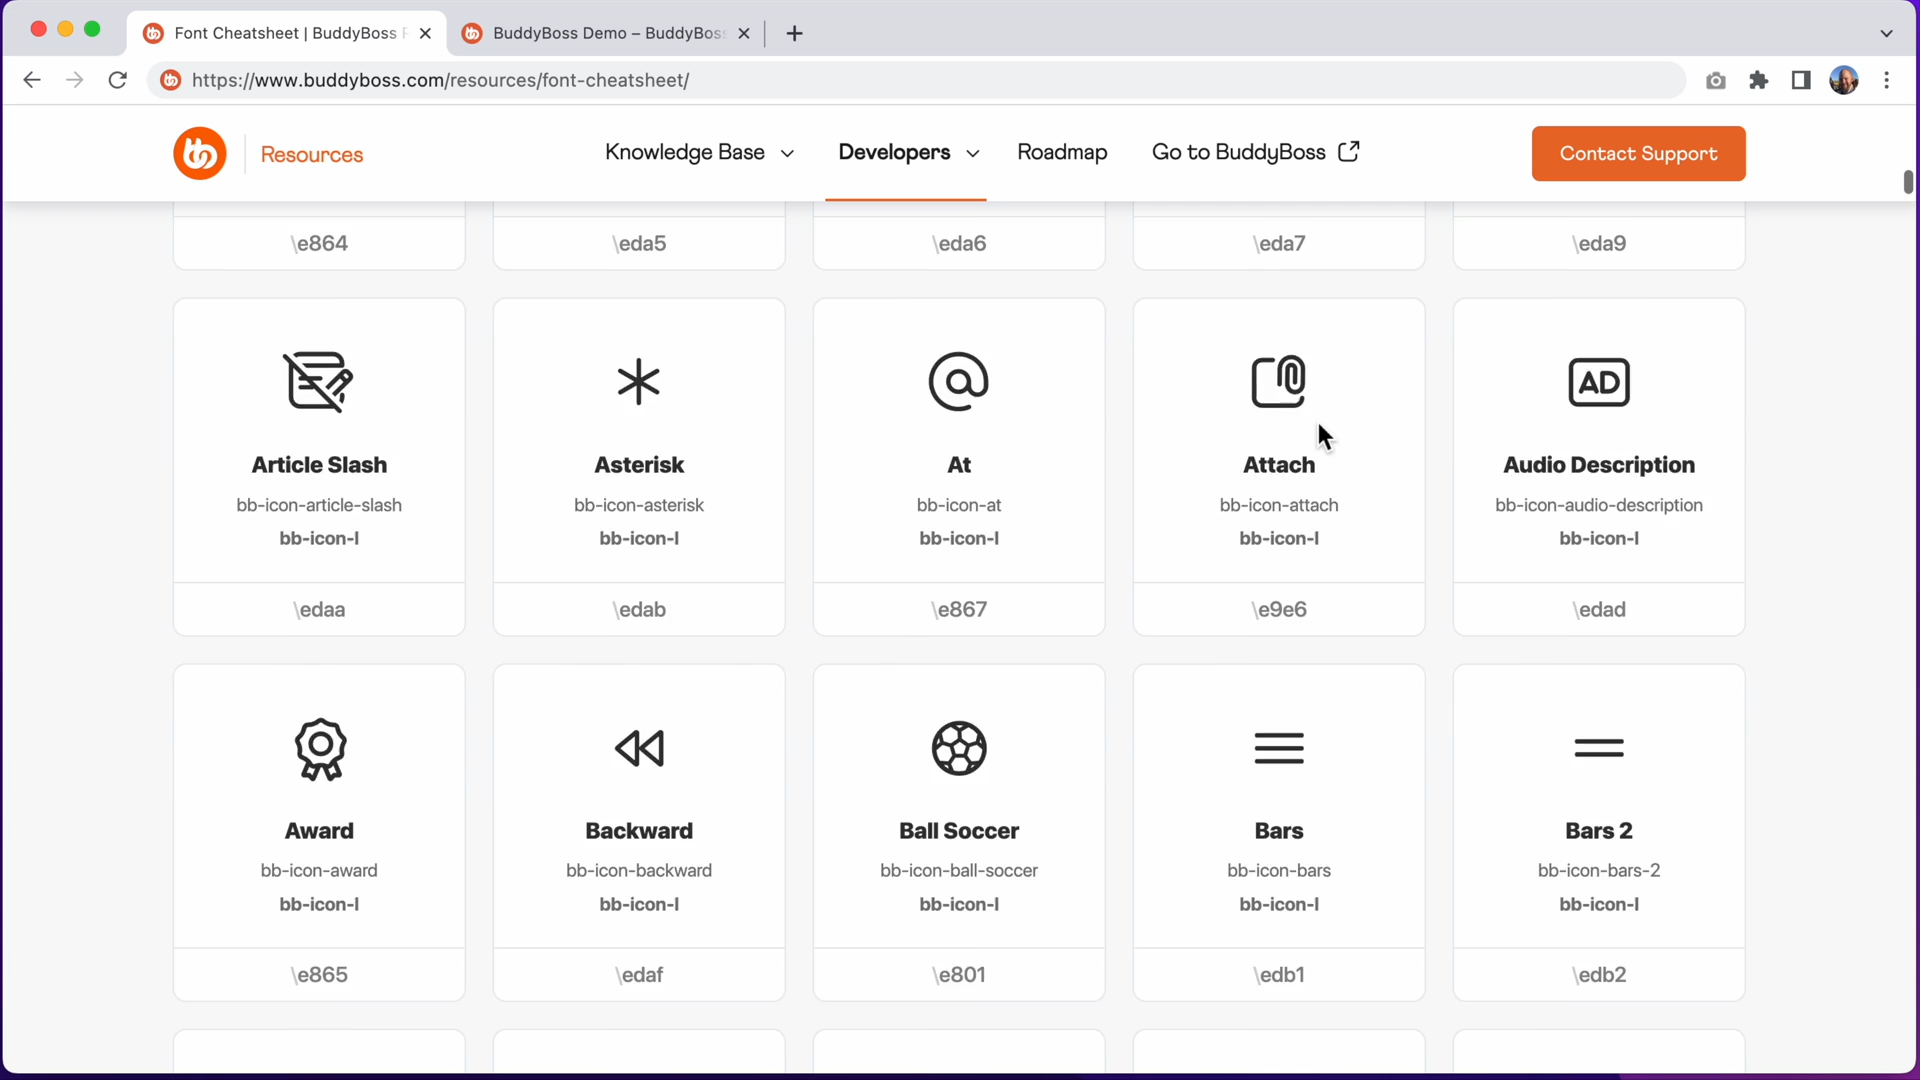 Font Cheatsheet | BuddyBoss
BuddyBoss Demo – BuddyBos
https://www.buddyboss.com/resources/font-cheatsheet/
Resources
Knowledge Base
Developers
Roadmap
Go to BuddyBoss
Contact Support
\e864
\eda5
\eda6
\eda7
\eda9
AD
Article Slash
Asterisk
At
Attach
Audio Description
bb-icon-article-slash
bb-icon-asterisk
bb-icon-at
bb-icon-attach
bb-icon-audio-description
bb-icon-l
bb-icon-l
bb-icon-l
bb-icon-l
bb-icon-l
\edaa
\edab
\e867
\e9e6
\edad
Award
Backward
Ball Soccer
Bars
Bars 2
bb-icon-award
bb-icon-backward
bb-icon-ball-soccer
bb-icon-bars
bb-icon-bars-2
bb-icon-l
bb-icon-l
bb-icon-l
bb-icon-l
bb-icon-l
\e865
\edaf
\e801
\edb1
\edb2